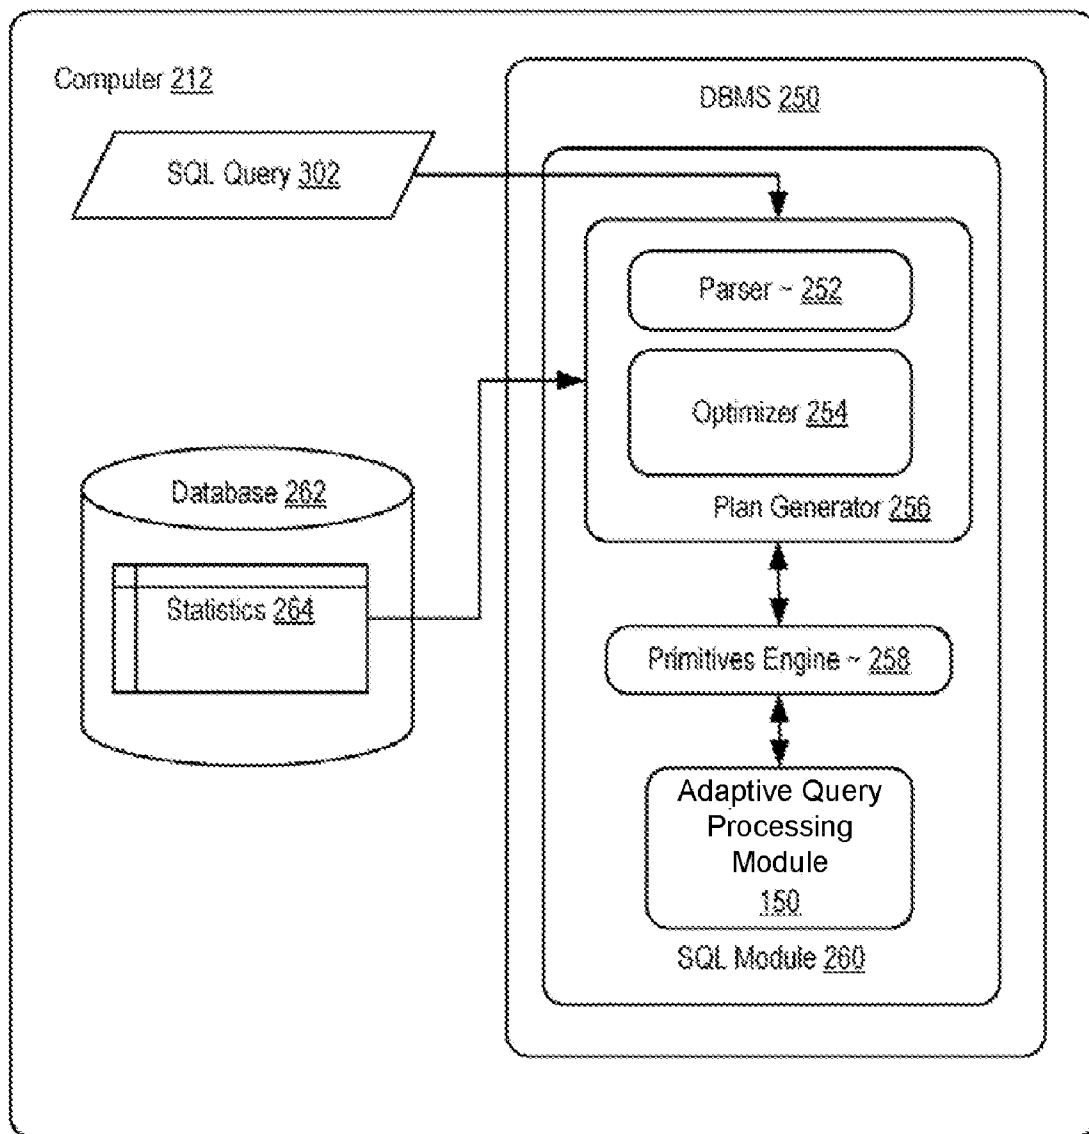 Computer 212
DBMS 250
SQL Query 302
Parser ~ 252
Optimizer 254
Plan Generator 256
Database 262
Statistics 264
Primitives Engine ~ 258
Adaptive Query
Processing
Module
150
SQL Module 260